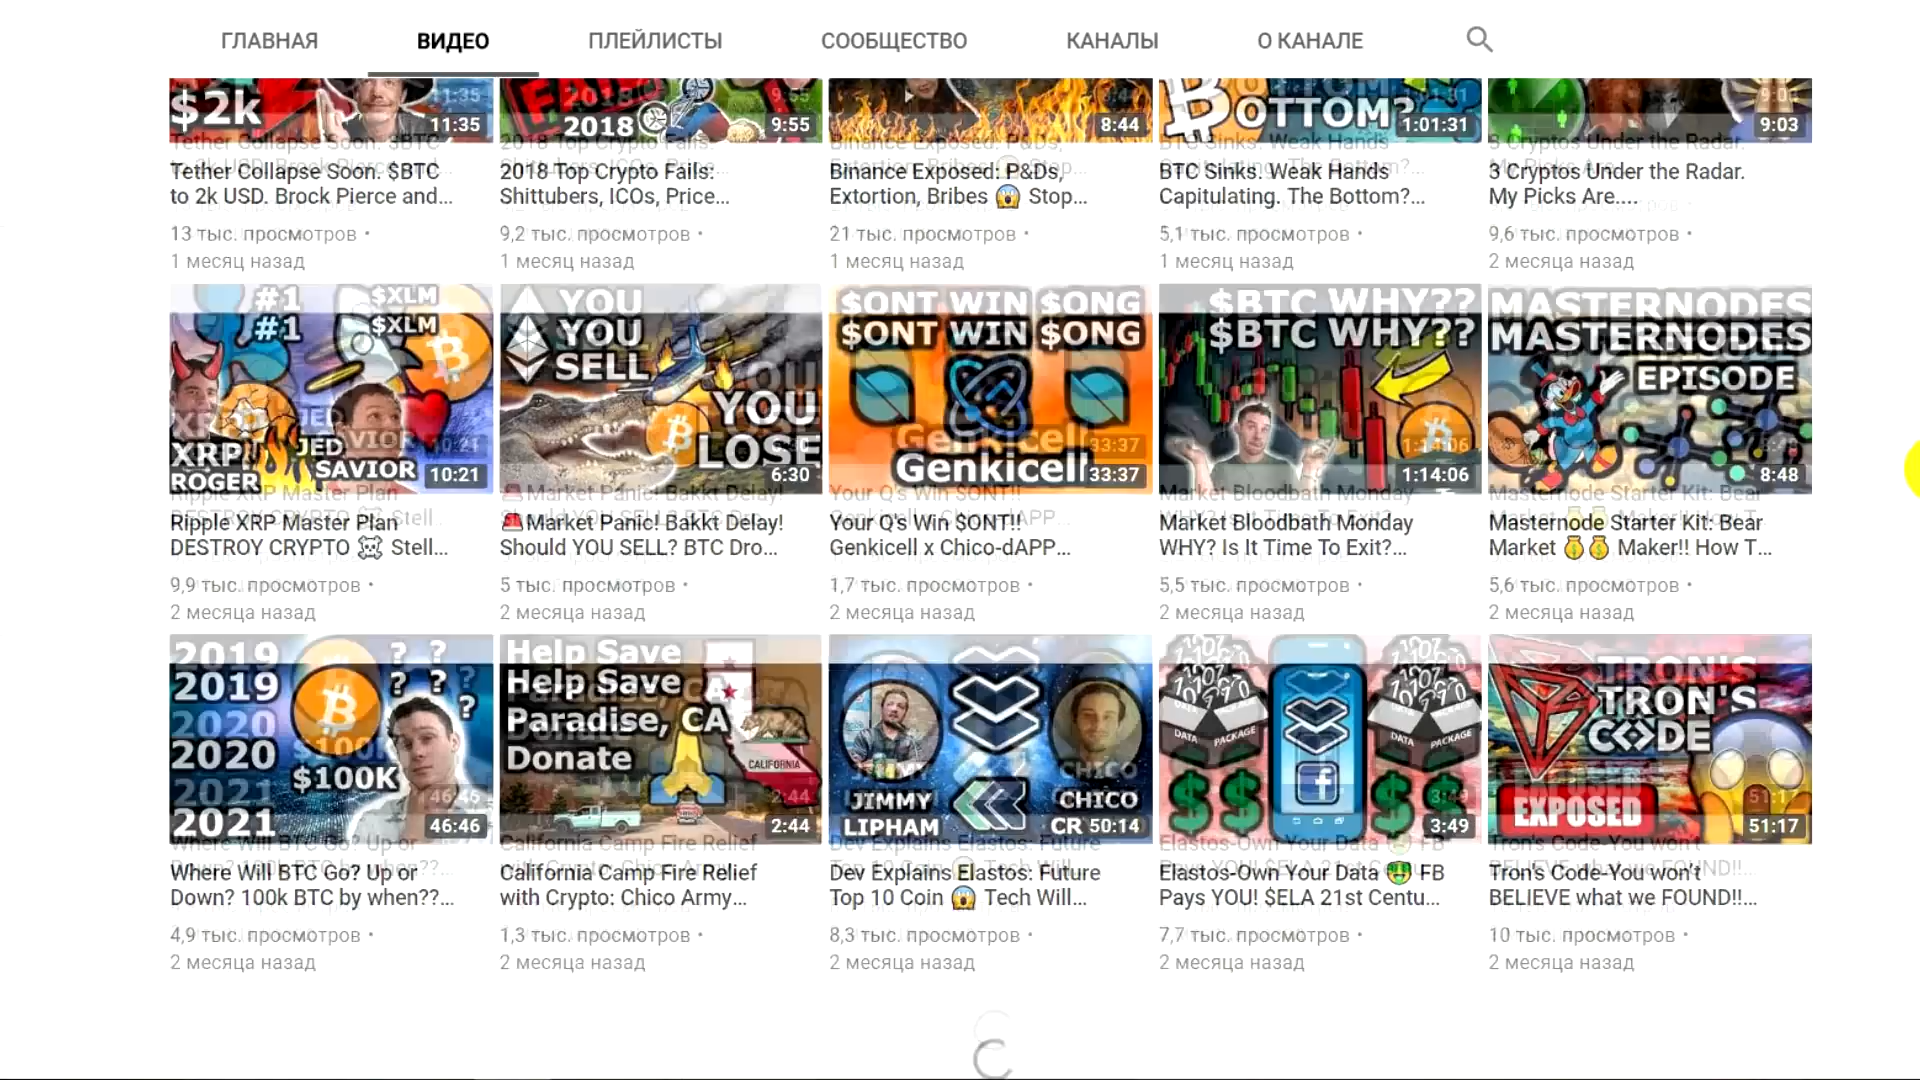 ГЛАВНАЯ ВИДЕО ПЛЕЙЛИСТЫ СООБЩЕСТВО КАНАЛЫ О КАНАЛЕ
$2k 11:35
2018 9:55
8:44
BOTTOM? 1:01:31
9:03
Tether Collapse Soon. $BTC
to 2k USD. Brock Pierce and...
13 тыс. просмотров •
1 месяц назад
2018 Top Crypto Fails:
Shittubers, ICOs, Price...
9,2 тыс. просмотров •
1 месяц назад
Binance Exposed: P&Ds,
Extortion, Bribes 😱 Stop...
21 тыс. просмотров •
1 месяц назад
BTC Sinks. Weak Hands
Capitulating. The Bottom?...
5,1 тыс. просмотров •
1 месяц назад
3 Cryptos Under the Radar.
My Picks Are....
9,6 тыс. просмотров •
2 месяца назад
#1 $XLM
XRP! JED
ROGER SAVIOR 10:21
Ripple XRP Master Plan
DESTROY CRYPTO ☠️ Stell...
9,9 тыс. просмотров •
2 месяца назад
YOU
SELL
YOU
LOSE
6:30
🚨Market Panic! Bakkt Delay!
Should YOU SELL? BTC Dro...
5 тыс. просмотров •
2 месяца назад
$ONT WIN $ONG
Genkicell 33:37
Your Q's Win $ONT!!
Genkicell x Chico-dAPP...
1,7 тыс. просмотров •
2 месяца назад
$BTC WHY??
1:14:06
Market Bloodbath Monday
WHY? Is It Time To Exit?...
5,5 тыс. просмотров •
2 месяца назад
MASTERNODES
EPISODE
8:48
Masternode Starter Kit: Bear
Market 💰💰 Maker!! How T...
5,6 тыс. просмотров •
2 месяца назад
2019 ? ?
2020 ?
$100K
2021 46:46
Where Will BTC Go? Up or
Down? 100k BTC by when??...
4,9 тыс. просмотров •
2 месяца назад
Help Save
Paradise, CA
Donate
CALIFORNIA
2:44
California Camp Fire Relief
with Crypto: Chico Army...
1,3 тыс. просмотров •
2 месяца назад
JIMMY CHICO
LIPHAM CR 50:14
Dev Explains Elastos: Future
Top 10 Coin 😱 Tech Will...
8,3 тыс. просмотров •
2 месяца назад
DATA PACKAGE DATA PACKAGE
3:49
Elastos-Own Your Data 🤑 FB
Pays YOU! $ELA 21st Centu...
7,7 тыс. просмотров •
2 месяца назад
TRON'S
C<>DE
EXPOSED 51:17
Tron's Code-You won't
BELIEVE what we FOUND!!...
10 тыс. просмотров •
2 месяца назад